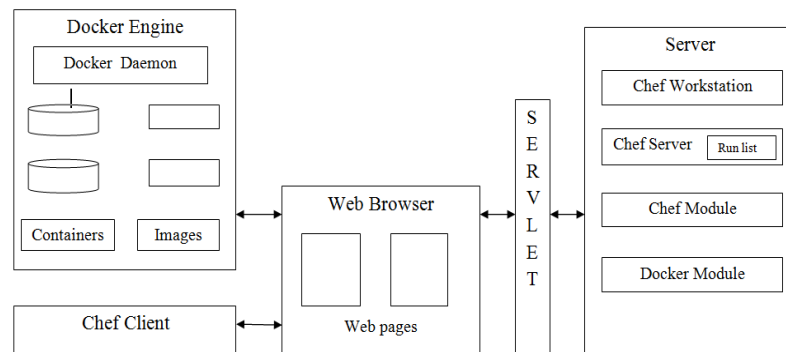 Docker Engine
Docker Daemon
Containers
Images
Chef Client
Web Browser
Web pages
S
E
R
V
L
E
T
Server
Chef Workstation
Chef Server
Run list
Chef Module
Docker Module